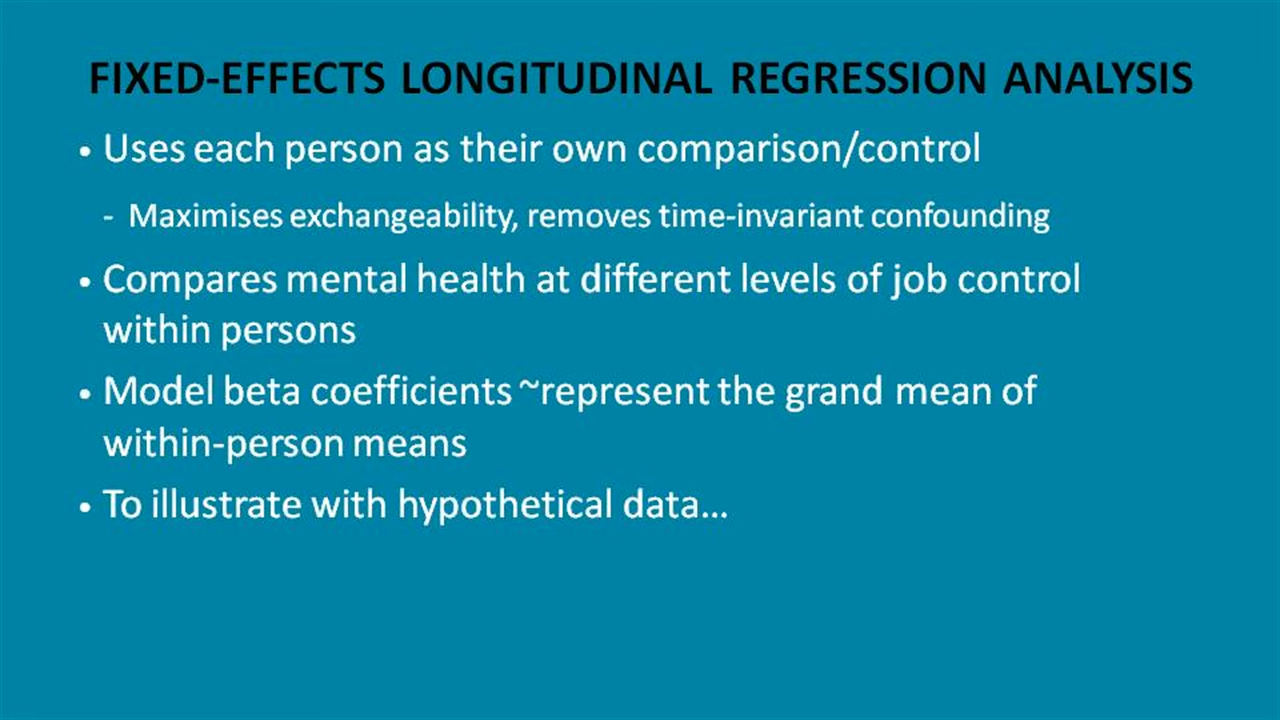 FIXED-EFFECTS LONGITUDINAL REGRESSION ANALYSIS
• Uses each person as their own comparison/control
- Maximises exchangeability, removes time-invariant confounding
• Compares mental health at different levels of job control
within persons
• Model beta coefficients ~represent the grand mean of
within-person means
• To illustrate with hypothetical data...